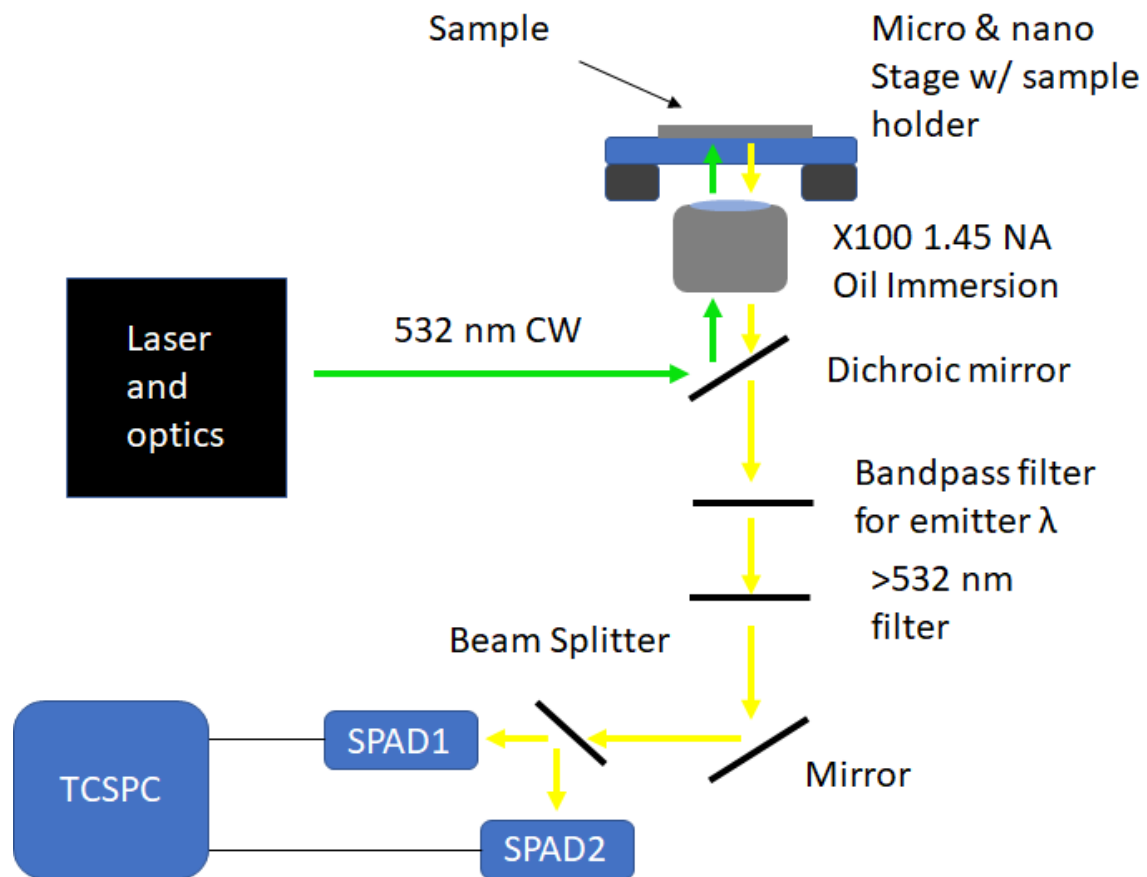 Sample
Micro & nano
Stage w/ sample
holder
X100 1.45 NA
Oil Immersion
Laser
and
optics
532 nm CW
Dichroic mirror
Bandpass filter
for emitter λ
>532 nm
filter
Beam Splitter
SPAD1
TCSPC
Mirror
SPAD2